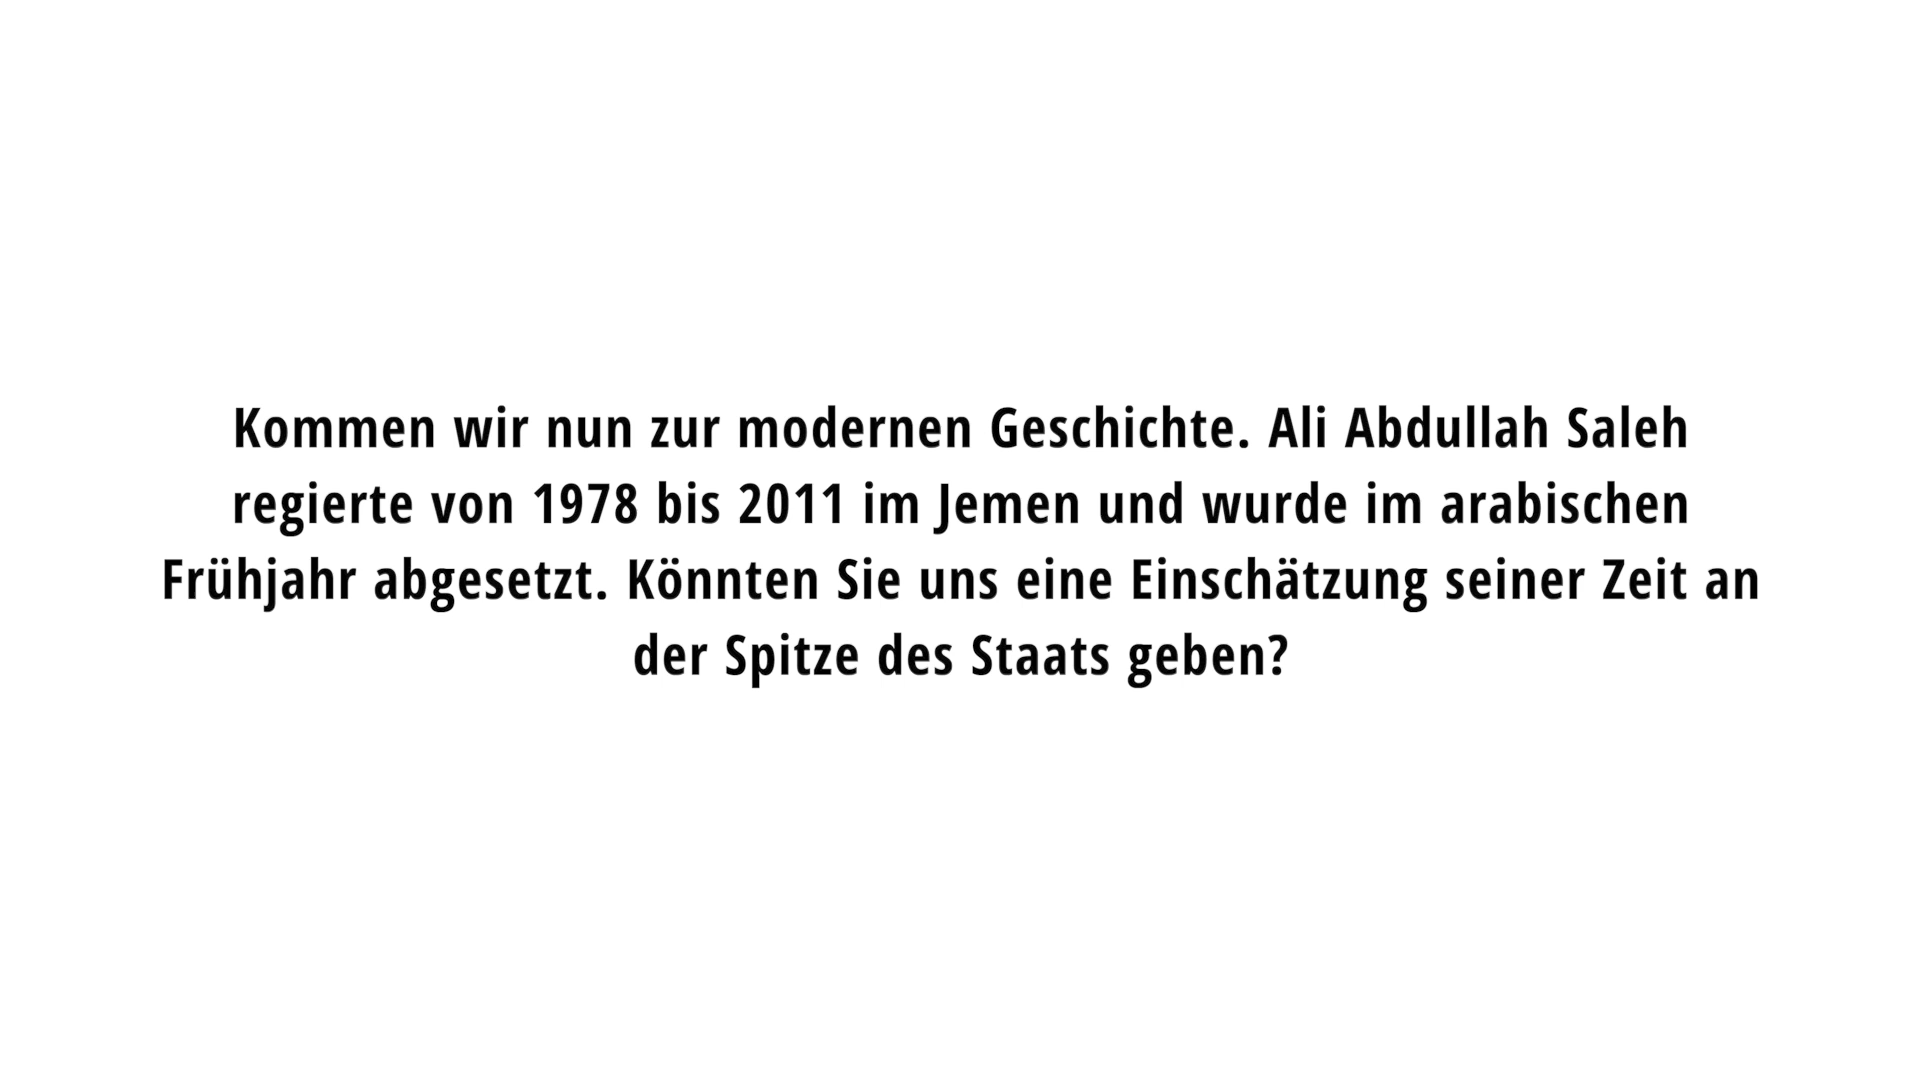 Kommen wir nun zur modernen Geschichte. Ali Abdullah Saleh
regierte von 1978 bis 2011 im Jemen und wurde im arabischen
Frühjahr abgesetzt. Könnten Sie uns eine Einschätzung seiner Zeit an
der Spitze des Staats geben?